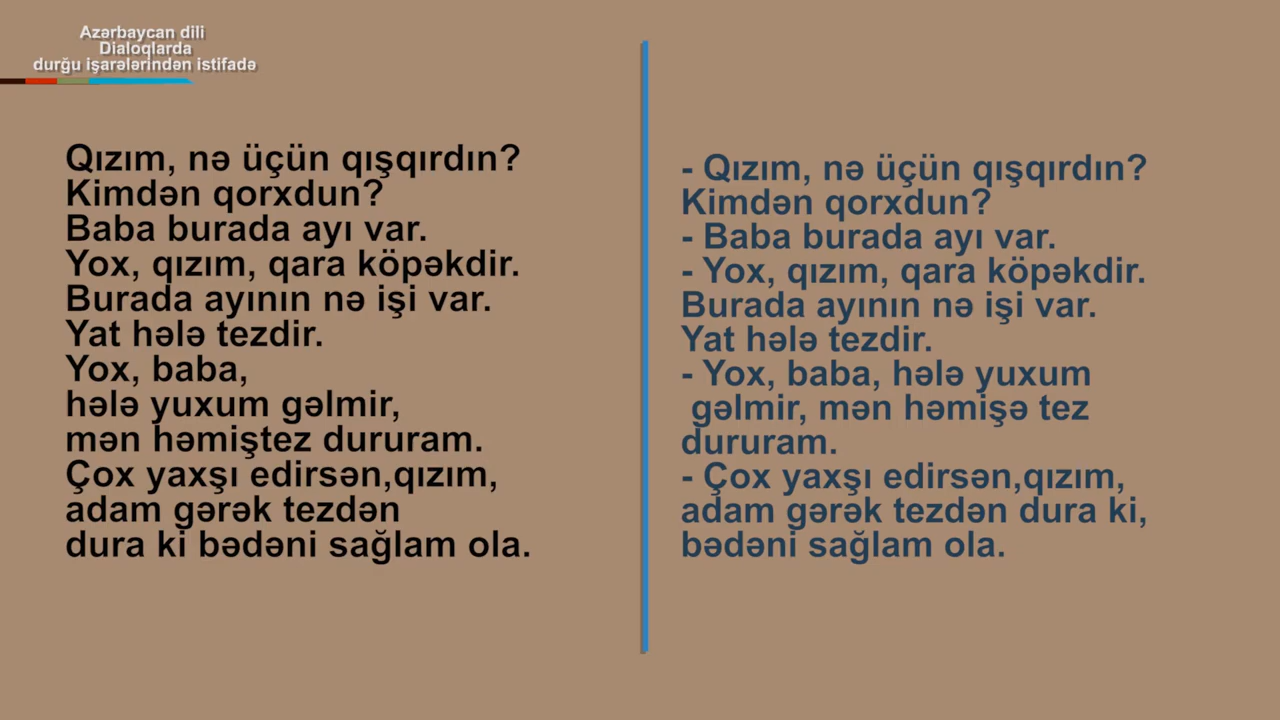 Azərbaycan dili
Dialoqlarda
durğu işarələrindən istifadə
Qızım, nə üçün qışqırdın?
Kimdən qorxdun?
Baba burada ayı var.
Yox, qızım, qara köpəkdir.
Burada ayının nə işi var.
Yat hələ tezdir.
Yox, baba,
hələ yuxum gəlmir,
mən həmiştez dururam.
Çox yaxşı edirsən,qızım,
adam gərək tezdən
dura ki bədəni sağlam ola.
- Qızım, nə üçün qışqırdın?
Kimdən qorxdun?
- Baba burada ayı var.
- Yox, qızım, qara köpəkdir.
Burada ayının nə işi var.
Yat hələ tezdir.
- Yox, baba, hələ yuxum
gəlmir, mən həmişə tez
dururam.
- Çox yaxşı edirsən,qızım,
adam gərək tezdən dura ki,
bədəni sağlam ola.